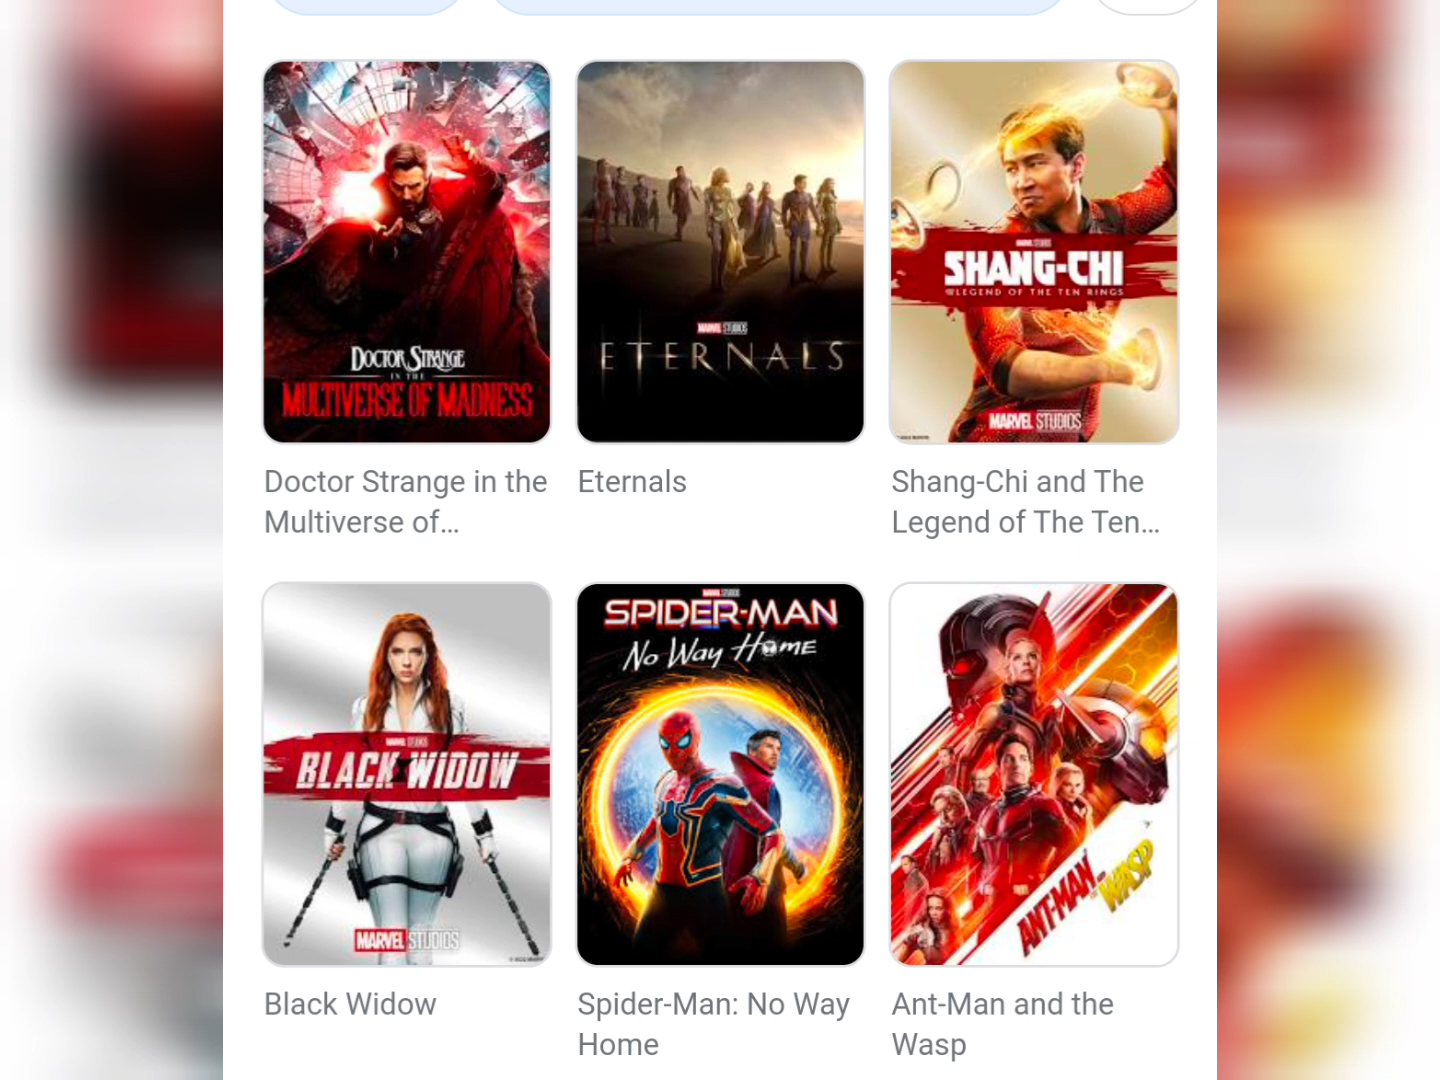 DOCTOR STRANGE
IN THE
MULTIVERSE OF MADNESS
MARVEL STUDIOS
ETERNALS
MARVEL STUDIOS
SHANG-CHI
LEGEND OF THE TEN RINGS
MARVEL STUDIOS
Doctor Strange in the
Multiverse of...
Eternals
Shang-Chi and The
Legend of The Ten...
MARVEL STUDIOS
BLACK WIDOW
MARVEL STUDIOS
MARVEL STUDIOS
SPIDER-MAN
NO WAY HOME
ANT-MAN
WASP
Black Widow
Spider-Man: No Way
Home
Ant-Man and the
Wasp